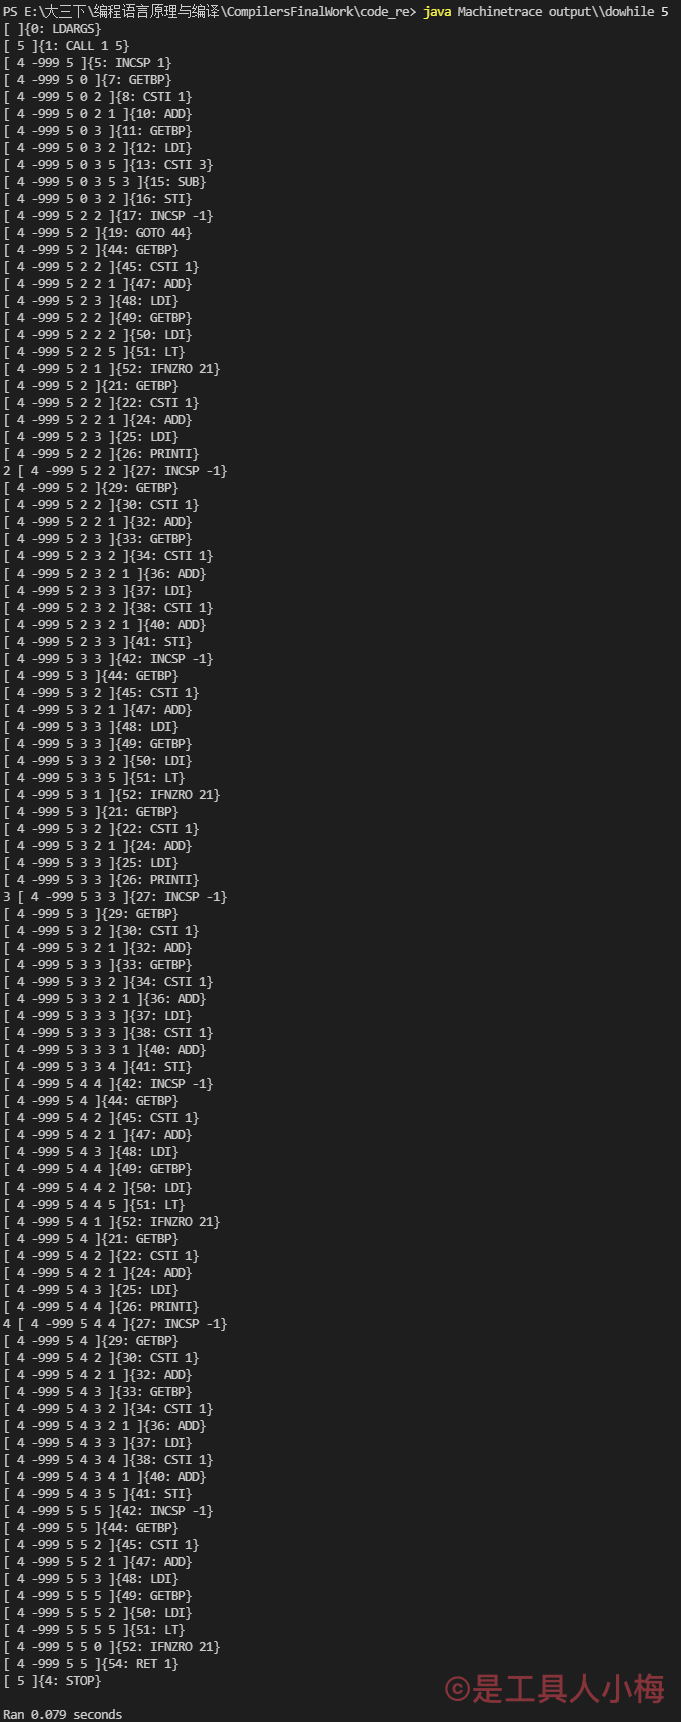 PS E:\大三下\编程语言原理与编译\CompilersFinalWork\code_re> java Machinetrace output\\dowhile 5
[ ]{0: LDARGS}
[ 5 ]{1: CALL 1 5}
[ 4 -999 5 ]{5: INCSP 1}
[ 4 -999 5 0 ]{7: GETBP}
[ 4 -999 5 0 2 ]{8: CSTI 1}
[ 4 -999 5 0 2 1 ]{10: ADD}
[ 4 -999 5 0 3 ]{11: GETBP}
[ 4 -999 5 0 3 2 ]{12: LDI}
[ 4 -999 5 0 3 5 ]{13: CSTI 3}
[ 4 -999 5 0 3 5 3 ]{15: SUB}
[ 4 -999 5 0 3 2 ]{16: STI}
[ 4 -999 5 2 2 ]{17: INCSP -1}
[ 4 -999 5 2 ]{19: GOTO 44}
[ 4 -999 5 2 ]{44: GETBP}
[ 4 -999 5 2 2 ]{45: CSTI 1}
[ 4 -999 5 2 2 1 ]{47: ADD}
[ 4 -999 5 2 3 ]{48: LDI}
[ 4 -999 5 2 2 ]{49: GETBP}
[ 4 -999 5 2 2 2 ]{50: LDI}
[ 4 -999 5 2 2 5 ]{51: LT}
[ 4 -999 5 2 1 ]{52: IFNZRO 21}
[ 4 -999 5 2 ]{21: GETBP}
[ 4 -999 5 2 2 ]{22: CSTI 1}
[ 4 -999 5 2 2 1 ]{24: ADD}
[ 4 -999 5 2 3 ]{25: LDI}
[ 4 -999 5 2 2 ]{26: PRINTI}
2 [ 4 -999 5 2 2 ]{27: INCSP -1}
[ 4 -999 5 2 ]{29: GETBP}
[ 4 -999 5 2 2 ]{30: CSTI 1}
[ 4 -999 5 2 2 1 ]{32: ADD}
[ 4 -999 5 2 3 ]{33: GETBP}
[ 4 -999 5 2 3 2 ]{34: CSTI 1}
[ 4 -999 5 2 3 2 1 ]{36: ADD}
[ 4 -999 5 2 3 3 ]{37: LDI}
[ 4 -999 5 2 3 2 ]{38: CSTI 1}
[ 4 -999 5 2 3 2 1 ]{40: ADD}
[ 4 -999 5 2 3 3 ]{41: STI}
[ 4 -999 5 3 3 ]{42: INCSP -1}
[ 4 -999 5 3 ]{44: GETBP}
[ 4 -999 5 3 2 ]{45: CSTI 1}
[ 4 -999 5 3 2 1 ]{47: ADD}
[ 4 -999 5 3 3 ]{48: LDI}
[ 4 -999 5 3 3 ]{49: GETBP}
[ 4 -999 5 3 3 2 ]{50: LDI}
[ 4 -999 5 3 3 5 ]{51: LT}
[ 4 -999 5 3 1 ]{52: IFNZRO 21}
[ 4 -999 5 3 ]{21: GETBP}
[ 4 -999 5 3 2 ]{22: CSTI 1}
[ 4 -999 5 3 2 1 ]{24: ADD}
[ 4 -999 5 3 3 ]{25: LDI}
[ 4 -999 5 3 3 ]{26: PRINTI}
3 [ 4 -999 5 3 3 ]{27: INCSP -1}
[ 4 -999 5 3 ]{29: GETBP}
[ 4 -999 5 3 2 ]{30: CSTI 1}
[ 4 -999 5 3 2 1 ]{32: ADD}
[ 4 -999 5 3 3 ]{33: GETBP}
[ 4 -999 5 3 3 2 ]{34: CSTI 1}
[ 4 -999 5 3 3 2 1 ]{36: ADD}
[ 4 -999 5 3 3 3 ]{37: LDI}
[ 4 -999 5 3 3 3 ]{38: CSTI 1}
[ 4 -999 5 3 3 3 1 ]{40: ADD}
[ 4 -999 5 3 3 4 ]{41: STI}
[ 4 -999 5 4 4 ]{42: INCSP -1}
[ 4 -999 5 4 ]{44: GETBP}
[ 4 -999 5 4 2 ]{45: CSTI 1}
[ 4 -999 5 4 2 1 ]{47: ADD}
[ 4 -999 5 4 3 ]{48: LDI}
[ 4 -999 5 4 4 ]{49: GETBP}
[ 4 -999 5 4 4 2 ]{50: LDI}
[ 4 -999 5 4 4 5 ]{51: LT}
[ 4 -999 5 4 1 ]{52: IFNZRO 21}
[ 4 -999 5 4 ]{21: GETBP}
[ 4 -999 5 4 2 ]{22: CSTI 1}
[ 4 -999 5 4 2 1 ]{24: ADD}
[ 4 -999 5 4 3 ]{25: LDI}
[ 4 -999 5 4 4 ]{26: PRINTI}
4 [ 4 -999 5 4 4 ]{27: INCSP -1}
[ 4 -999 5 4 ]{29: GETBP}
[ 4 -999 5 4 2 ]{30: CSTI 1}
[ 4 -999 5 4 2 1 ]{32: ADD}
[ 4 -999 5 4 3 ]{33: GETBP}
[ 4 -999 5 4 3 2 ]{34: CSTI 1}
[ 4 -999 5 4 3 2 1 ]{36: ADD}
[ 4 -999 5 4 3 3 ]{37: LDI}
[ 4 -999 5 4 3 4 ]{38: CSTI 1}
[ 4 -999 5 4 3 4 1 ]{40: ADD}
[ 4 -999 5 4 3 5 ]{41: STI}
[ 4 -999 5 5 5 ]{42: INCSP -1}
[ 4 -999 5 5 ]{44: GETBP}
[ 4 -999 5 5 2 ]{45: CSTI 1}
[ 4 -999 5 5 2 1 ]{47: ADD}
[ 4 -999 5 5 3 ]{48: LDI}
[ 4 -999 5 5 5 ]{49: GETBP}
[ 4 -999 5 5 5 2 ]{50: LDI}
[ 4 -999 5 5 5 5 ]{51: LT}
[ 4 -999 5 5 0 ]{52: IFNZRO 21}
[ 4 -999 5 5 ]{54: RET 1}
[ 5 ]{4: STOP}
©是工具人小梅
Ran 0.079 seconds